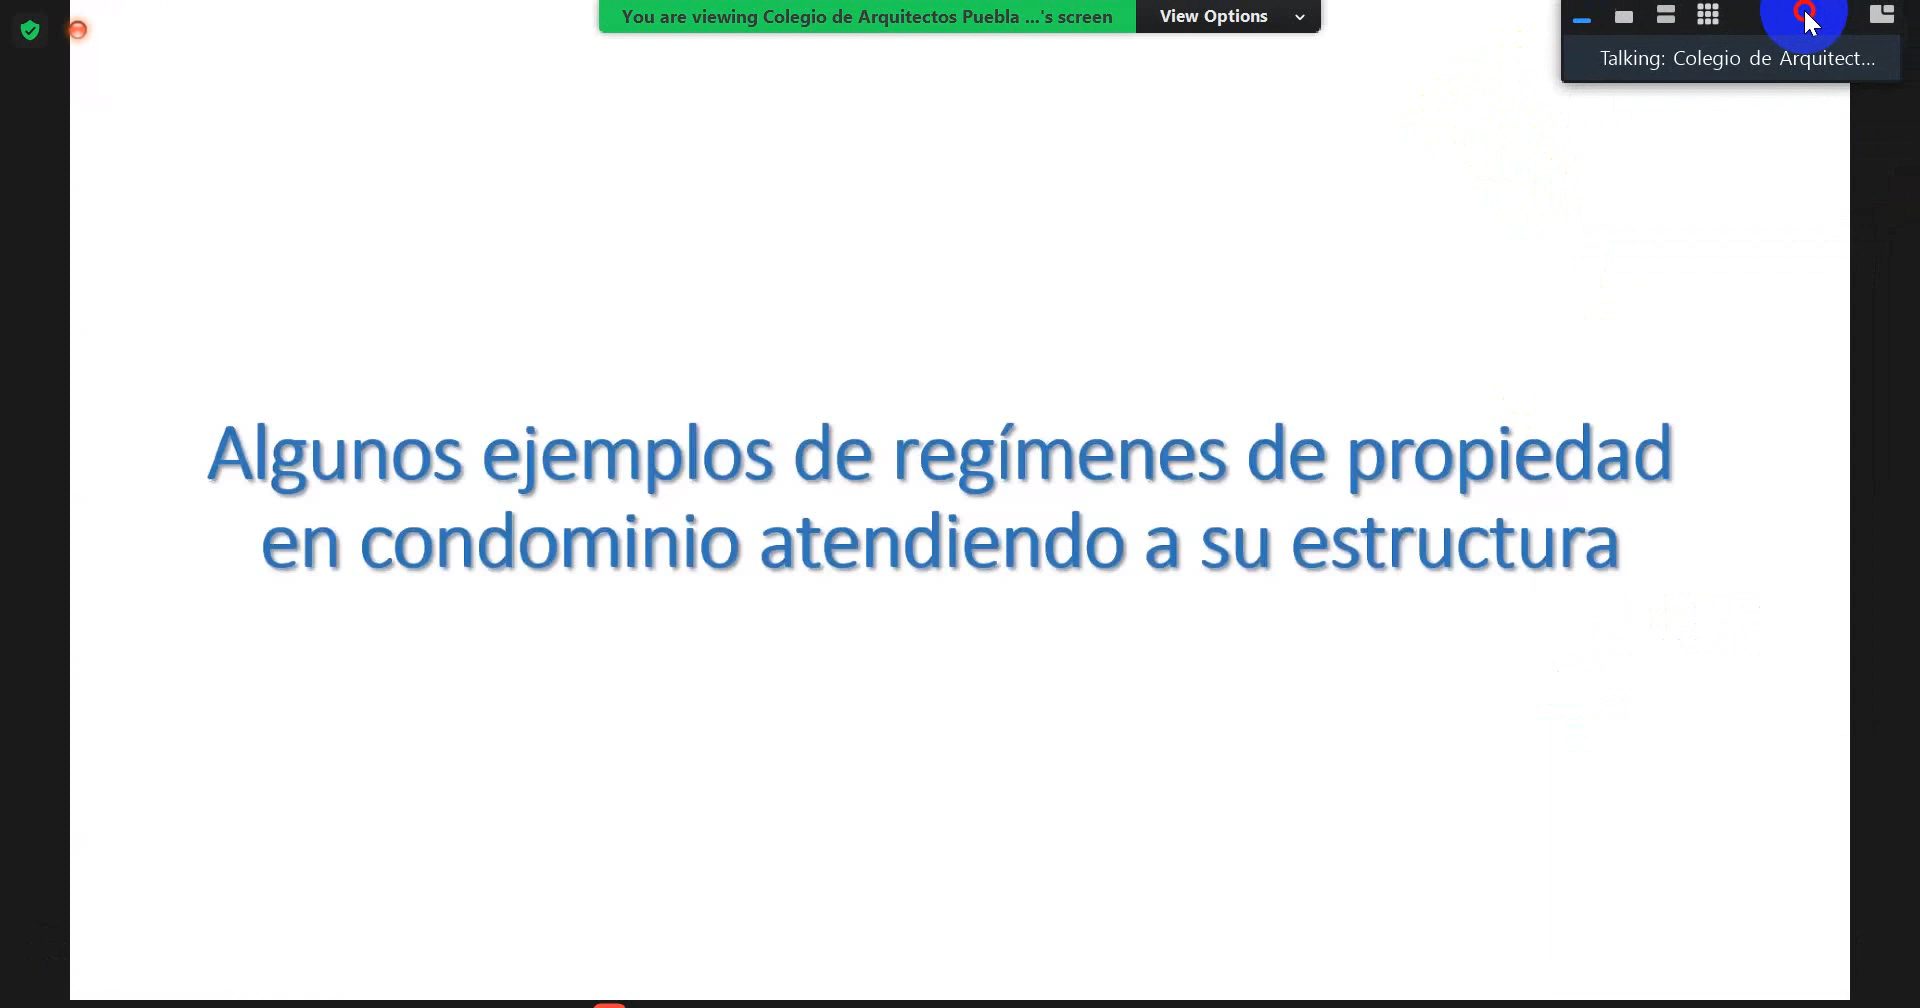 You are viewing Colegio de Arquitectos Puebla ...'s screen
View Options
Talking: Colegio de Arquitect...
Algunos ejemplos de regímenes de propiedad
en condominio atendiendo a su estructura